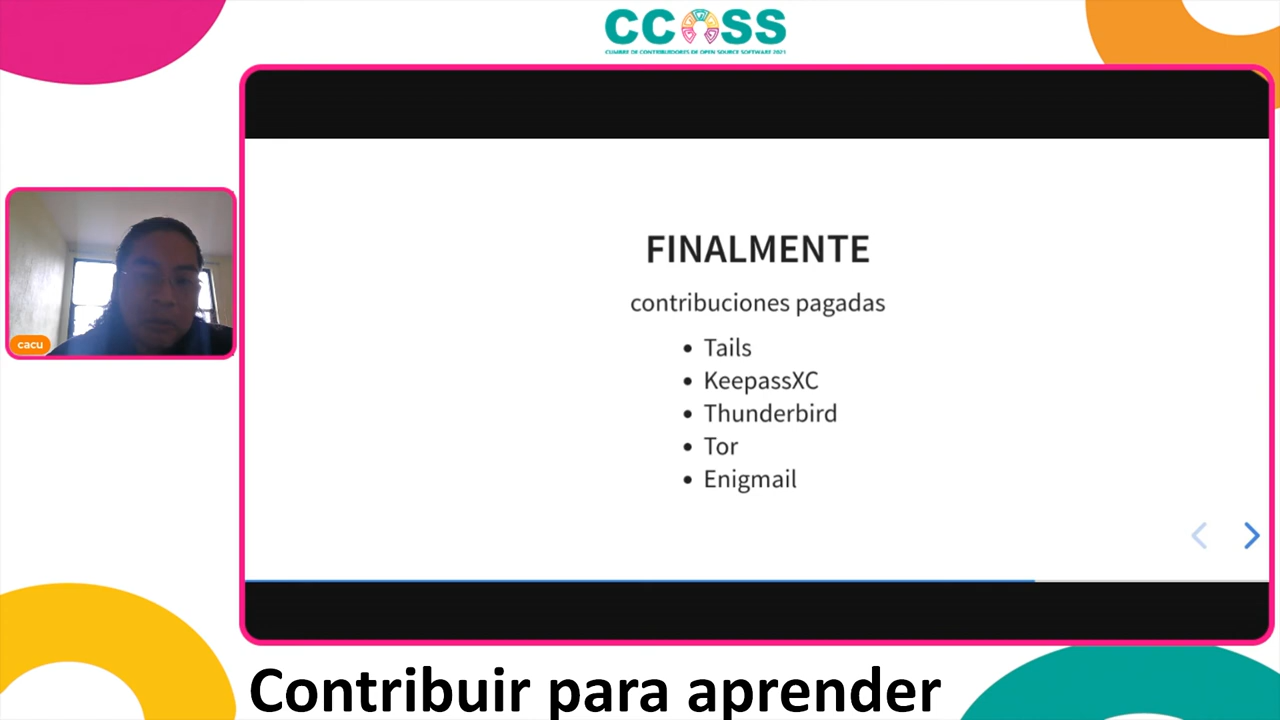 CCOSS
CUMBRE DE CONTRIBUIDORES DE OPEN SOURCE SOFTWARE 2021
FINALMENTE
contribuciones pagadas
Tails
KeepassXC
Thunderbird
Tor
Enigmail
cacu
Contribuir para aprender